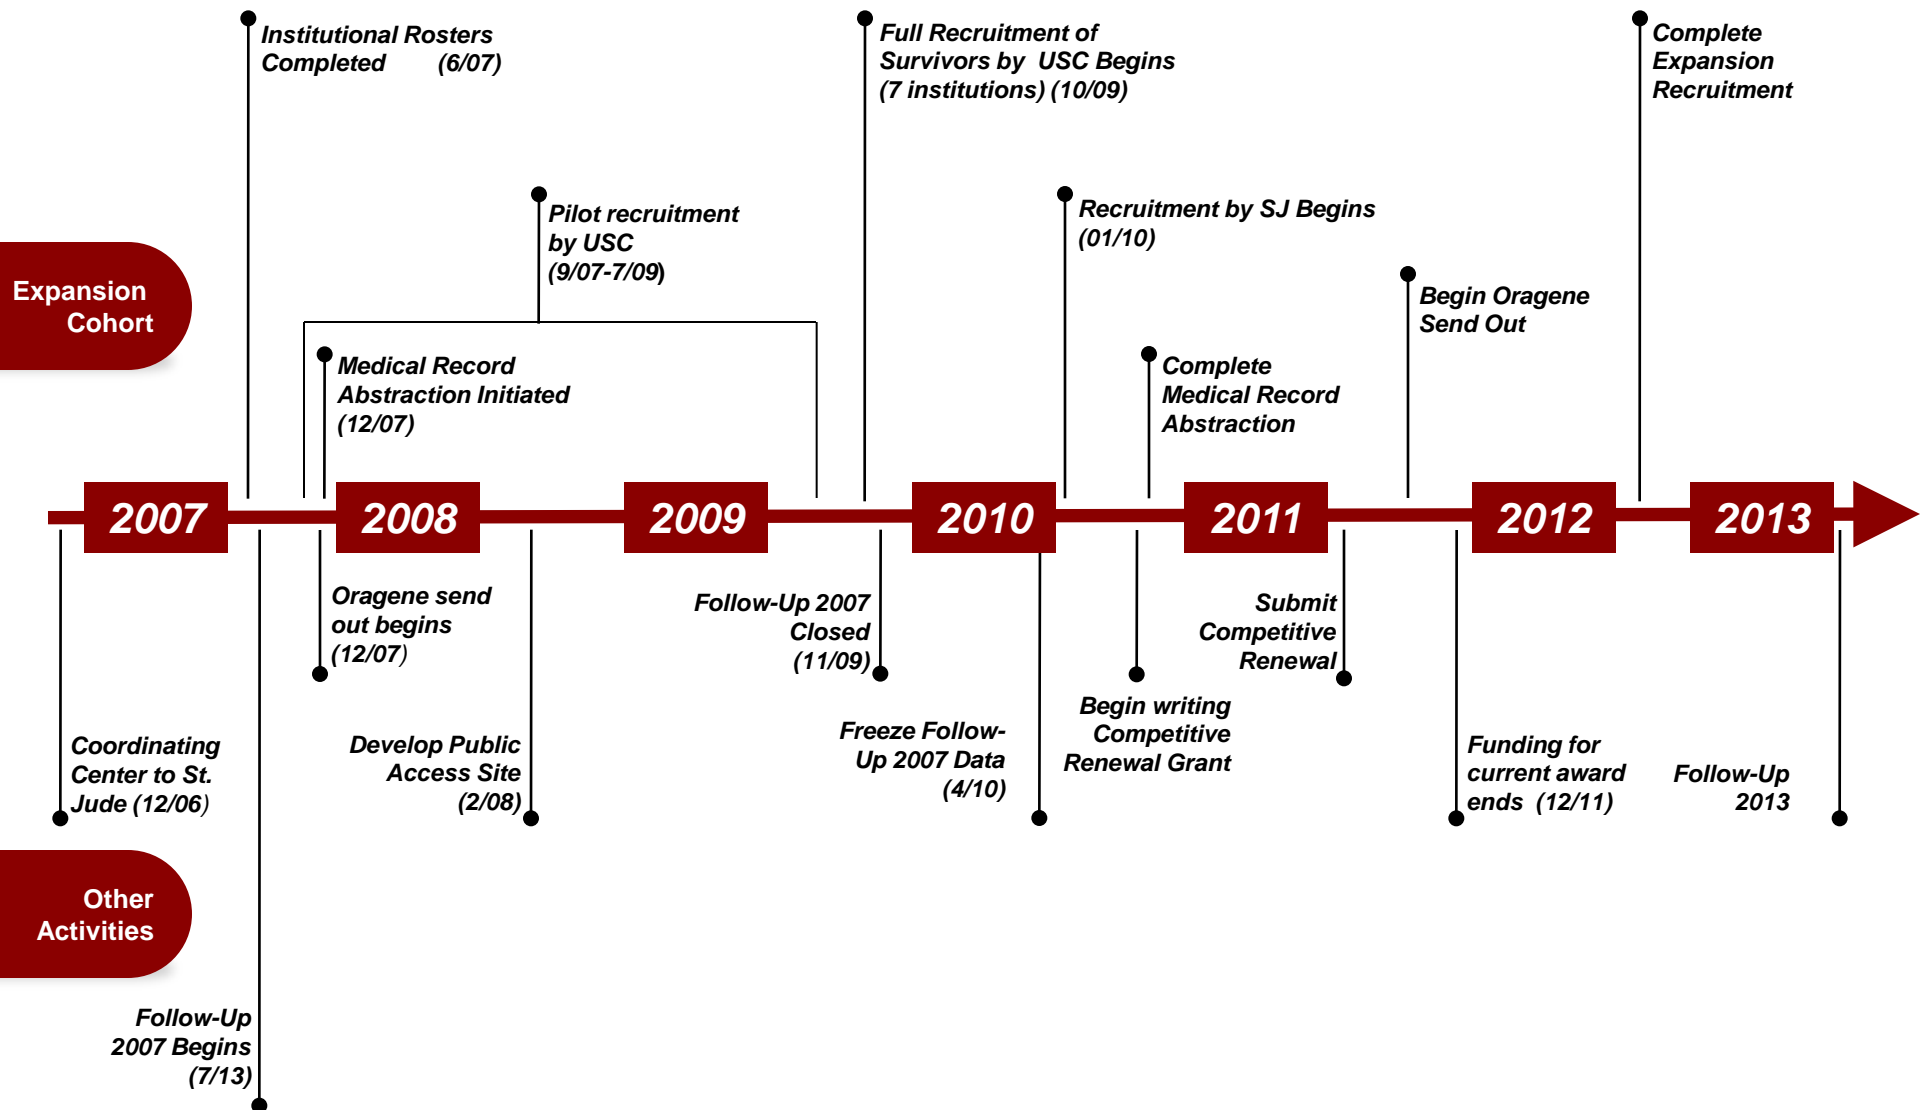 Institutional Rosters
Completed (6/07)
Full Recruitment of
Survivors by USC Begins
(7 institutions) (10/09)
Complete
Expansion
Recruitment
Pilot recruitment
by USC
(9/07-7/09)
Recruitment by SJ Begins
(01/10)
Expansion
Cohort
Begin Oragene
Send Out
Medical Record
Abstraction Initiated
(12/07)
Complete
Medical Record
Abstraction
2007
2008
2009
2010
2011
2012
2013
Oragene send
out begins
(12/07)
Follow-Up 2007
Closed
(11/09)
Submit
Competitive
Renewal
Coordinating
Center to St.
Jude (12/06)
Develop Public
Access Site
(2/08)
Freeze Follow-
Up 2007 Data
(4/10)
Begin writing
Competitive
Renewal Grant
Funding for
current award
ends (12/11)
Follow-Up
2013
Other
Activities
Follow-Up
2007 Begins
(7/13)